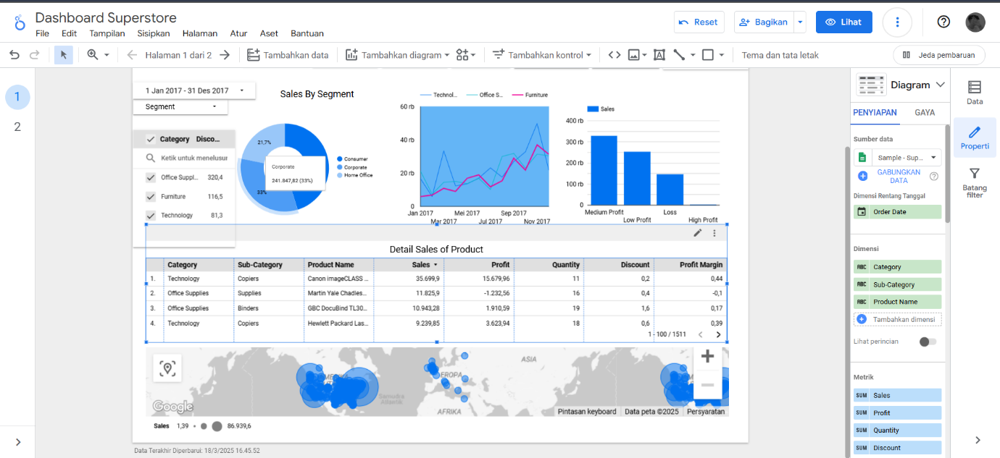 Dashboard Superstore
File Edit Tampilan Sisipkan Halaman Atur Aset Bantuan
Reset Bagikan Lihat
Halaman 1 dari 2 Tambahkan data Tambahkan diagram Tambahkan kontrol Tema dan tata letak Jeda pembaruan
1
2
1 Jan 2017 - 31 Des 2017
Segment
Category Disco...
Ketik untuk menelusur
Office Suppl... 320,4
Furniture 116,5
Technology 81,3
Sales By Segment
21,7%
33%
Corporate
241.847,82 (33%)
Consumer
Corporate
Home Office
Technol... Office S... Furniture
60 rb
40 rb
20 rb
0
Jan 2017 Mei 2017 Sep 2017
Mar 2017 Jul 2017 Nov 2017
Sales
400 rb
300 rb
200 rb
100 rb
0
Medium Profit Loss
Low Profit High Profit
Detail Sales of Product
Category Sub-Category Product Name Sales Profit Quantity Discount Profit Margin
1. Technology Copiers Canon imageCLASS ... 35.699,9 15.679,96 11 0,2 0,44
2. Office Supplies Supplies Martin Yale Chadles... 11.825,9 -1.232,56 16 0,4 -0,1
3. Office Supplies Binders GBC DocuBind TL30... 10.943,28 1.910,59 19 1,6 0,17
4. Technology Copiers Hewlett Packard Las... 9.239,85 3.623,94 18 0,6 0,39
1 - 100 / 1511
ASIA
EROPA
Samudra
Atlantik
AFRIKA
Google
Pintasan keyboard Data peta ©2025 Persyaratan
Sales 1,39 86.939,6
Data Terakhir Diperbarui: 18/3/2025 16.45.52
Diagram
PENYIAPAN GAYA
Sumber data
Sample - Sup...
GABUNGKAN
DATA
Dimensi Rentang Tanggal
Order Date
Dimensi
ABC Category
ABC Sub-Category
ABC Product Name
Tambahkan dimensi
Lihat perincian
Metrik
SUM Sales
SUM Profit
SUM Quantity
SUM Discount
Data
Properti
Batang
filter